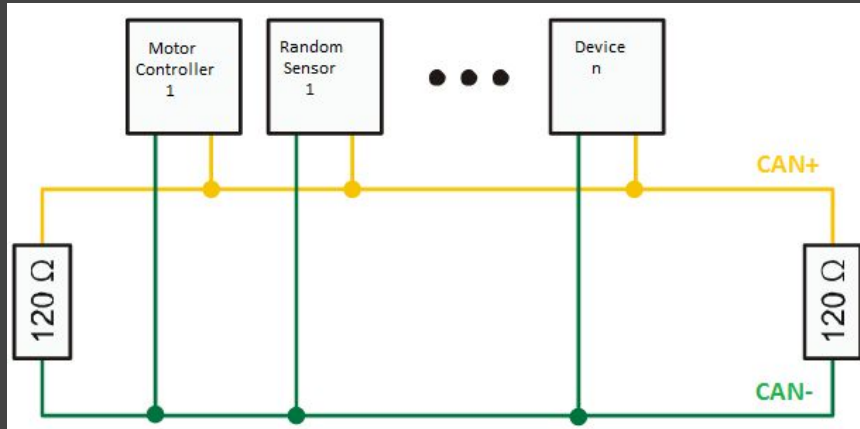 Motor
Controller
1
Random
Sensor
1
Device
n
CAN+
120 Ω
120 Ω
CAN-